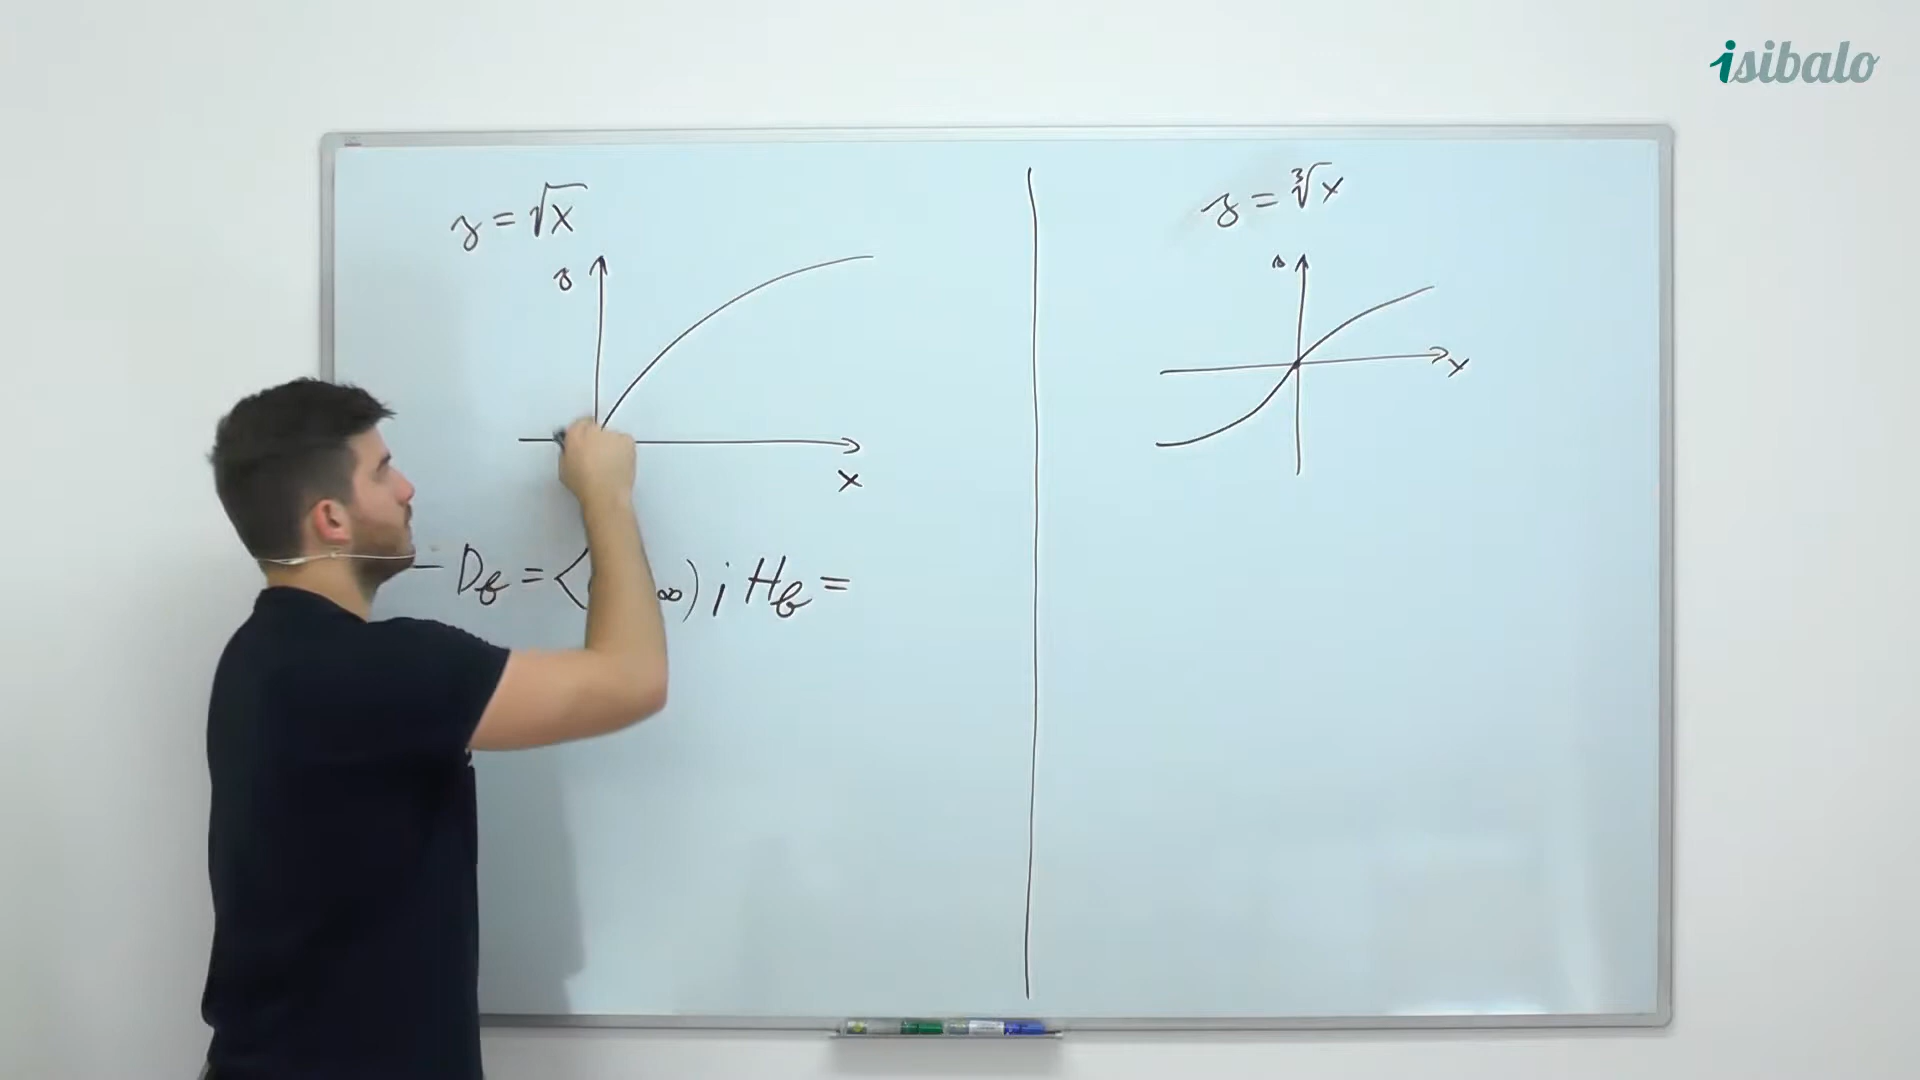 isibalo
y = √x
y
x
– D_f = ⟨ ∞) ; H_f =
y = ∛x
x